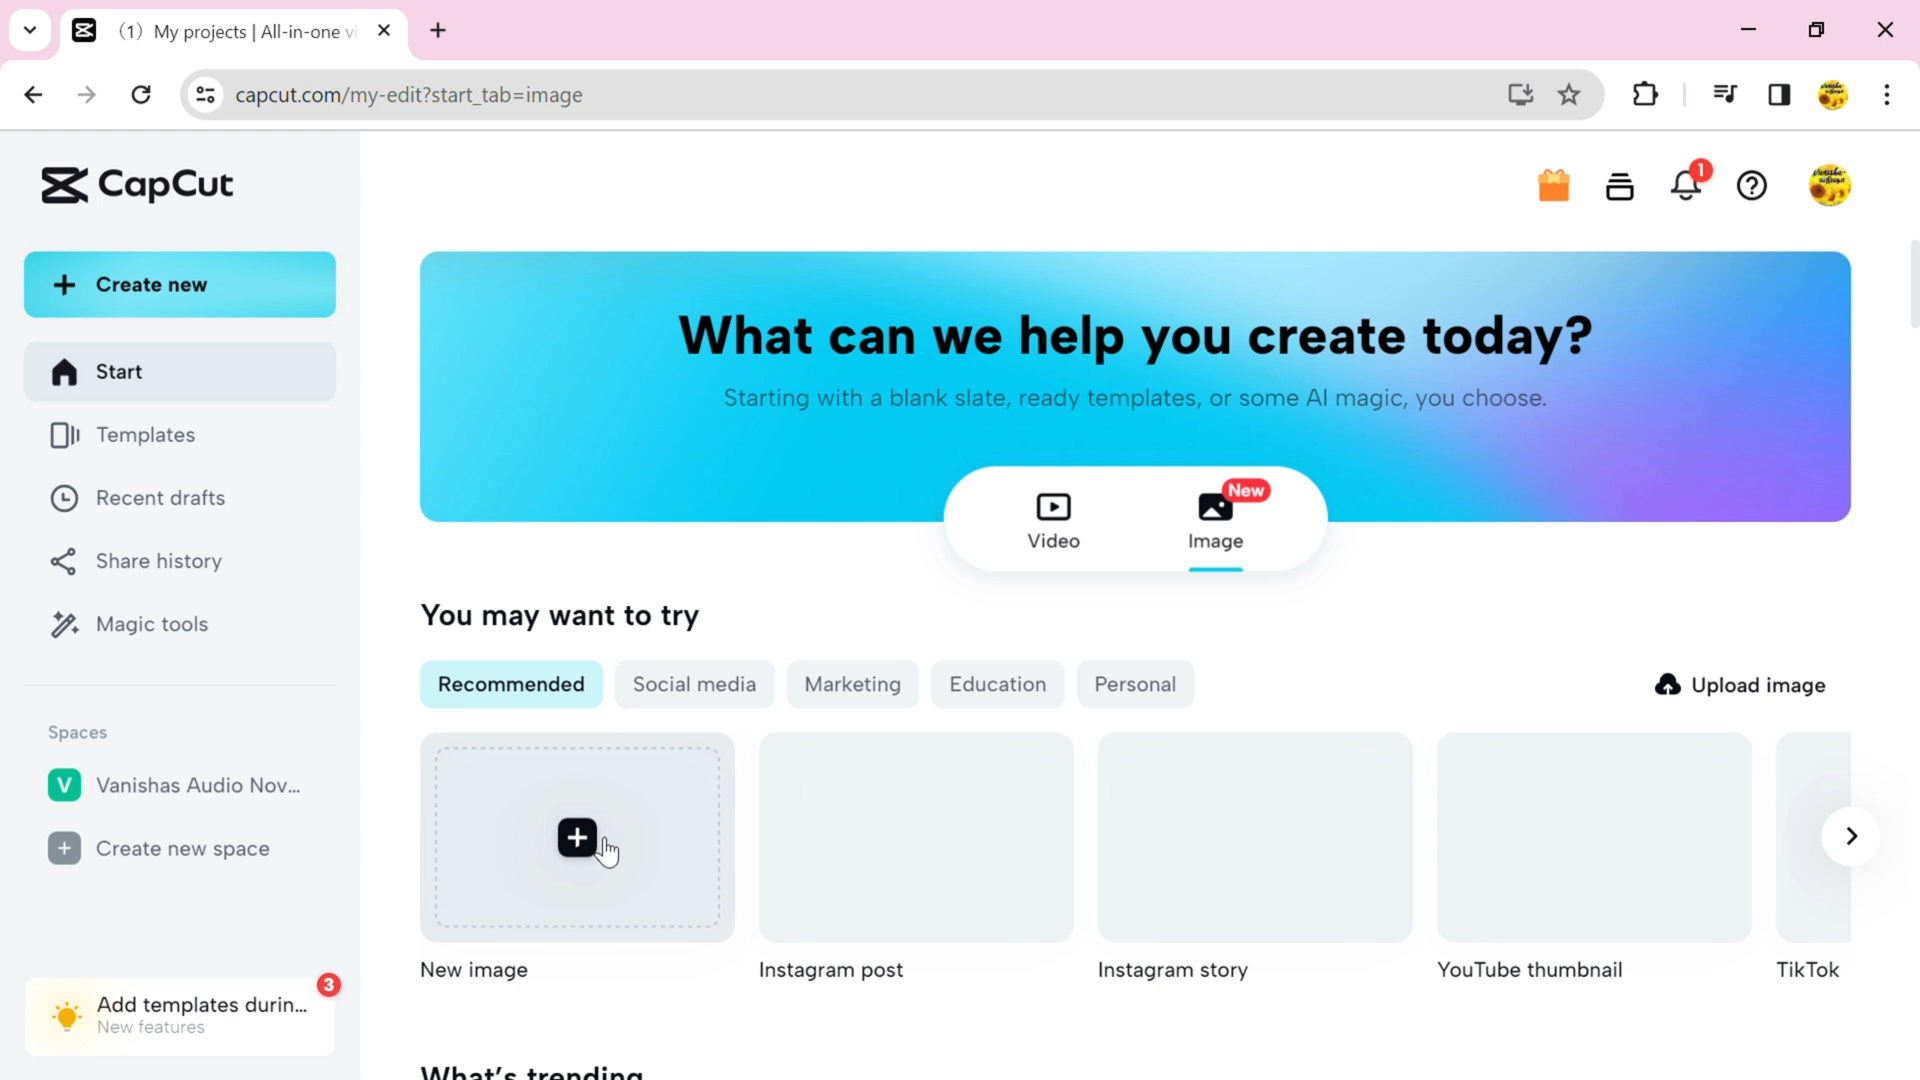 (1) My projects | All-in-one vi
capcut.com/my-edit?start_tab=image
CapCut
1
Create new
What can we help you create today?
Start
Starting with a blank slate, ready templates, or some AI magic, you choose.
Templates
Recent drafts
New
Video
Image
Share history
Magic tools
You may want to try
Recommended
Social media
Marketing
Education
Personal
Upload image
Spaces
V
Vanishas Audio Nov...
Create new space
New image
Instagram post
Instagram story
YouTube thumbnail
TikTok
3
Add templates durin...
New features
What's trending